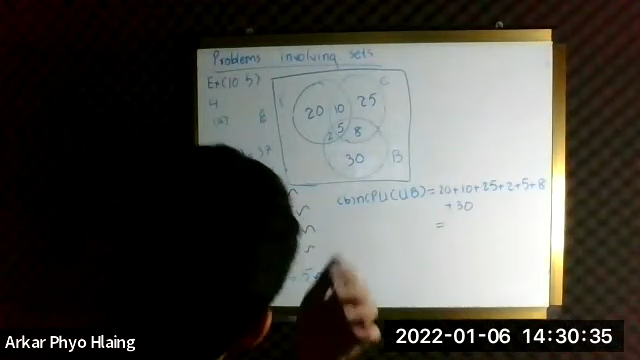 Problems involving sets
Ex(10.5)
4
20 10 25
5
2 8
30 B
(b) n(PUCUB) = 20+10+25+2+5+8
+30
=
Arkar Phyo Hlaing
2022-01-06 14:30:35